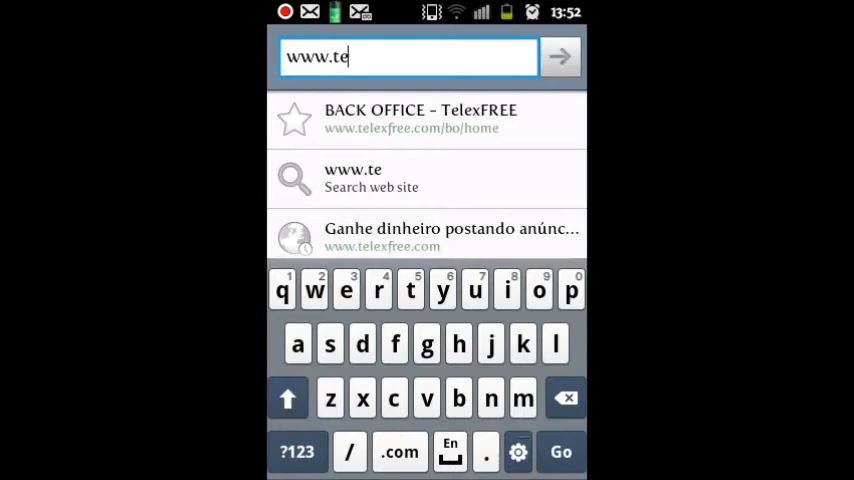 13:52
www.te
BACK OFFICE – TelexFREE
www.telexfree.com/bo/home
www.te
Search web site
Ganhe dinheiro postando anúnc...
www.telexfree.com
1 2 3 4 5 6 7 8 9 0
q w e r t y u i o p
a s d f g h j k l
z x c v b n m
?123 / .com En . Go